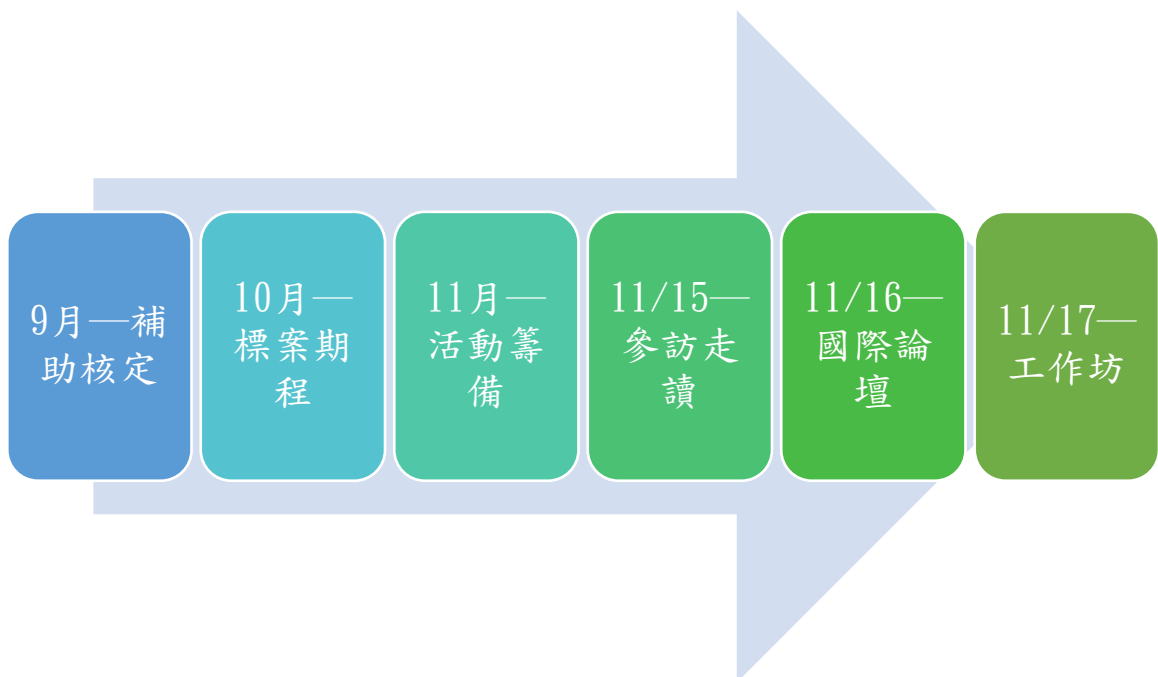 9月—補
助核定
10月—
標案期
程
11月—
活動籌
備
11/15—
參訪走
讀
11/16—
國際論
壇
11/17—
工作坊